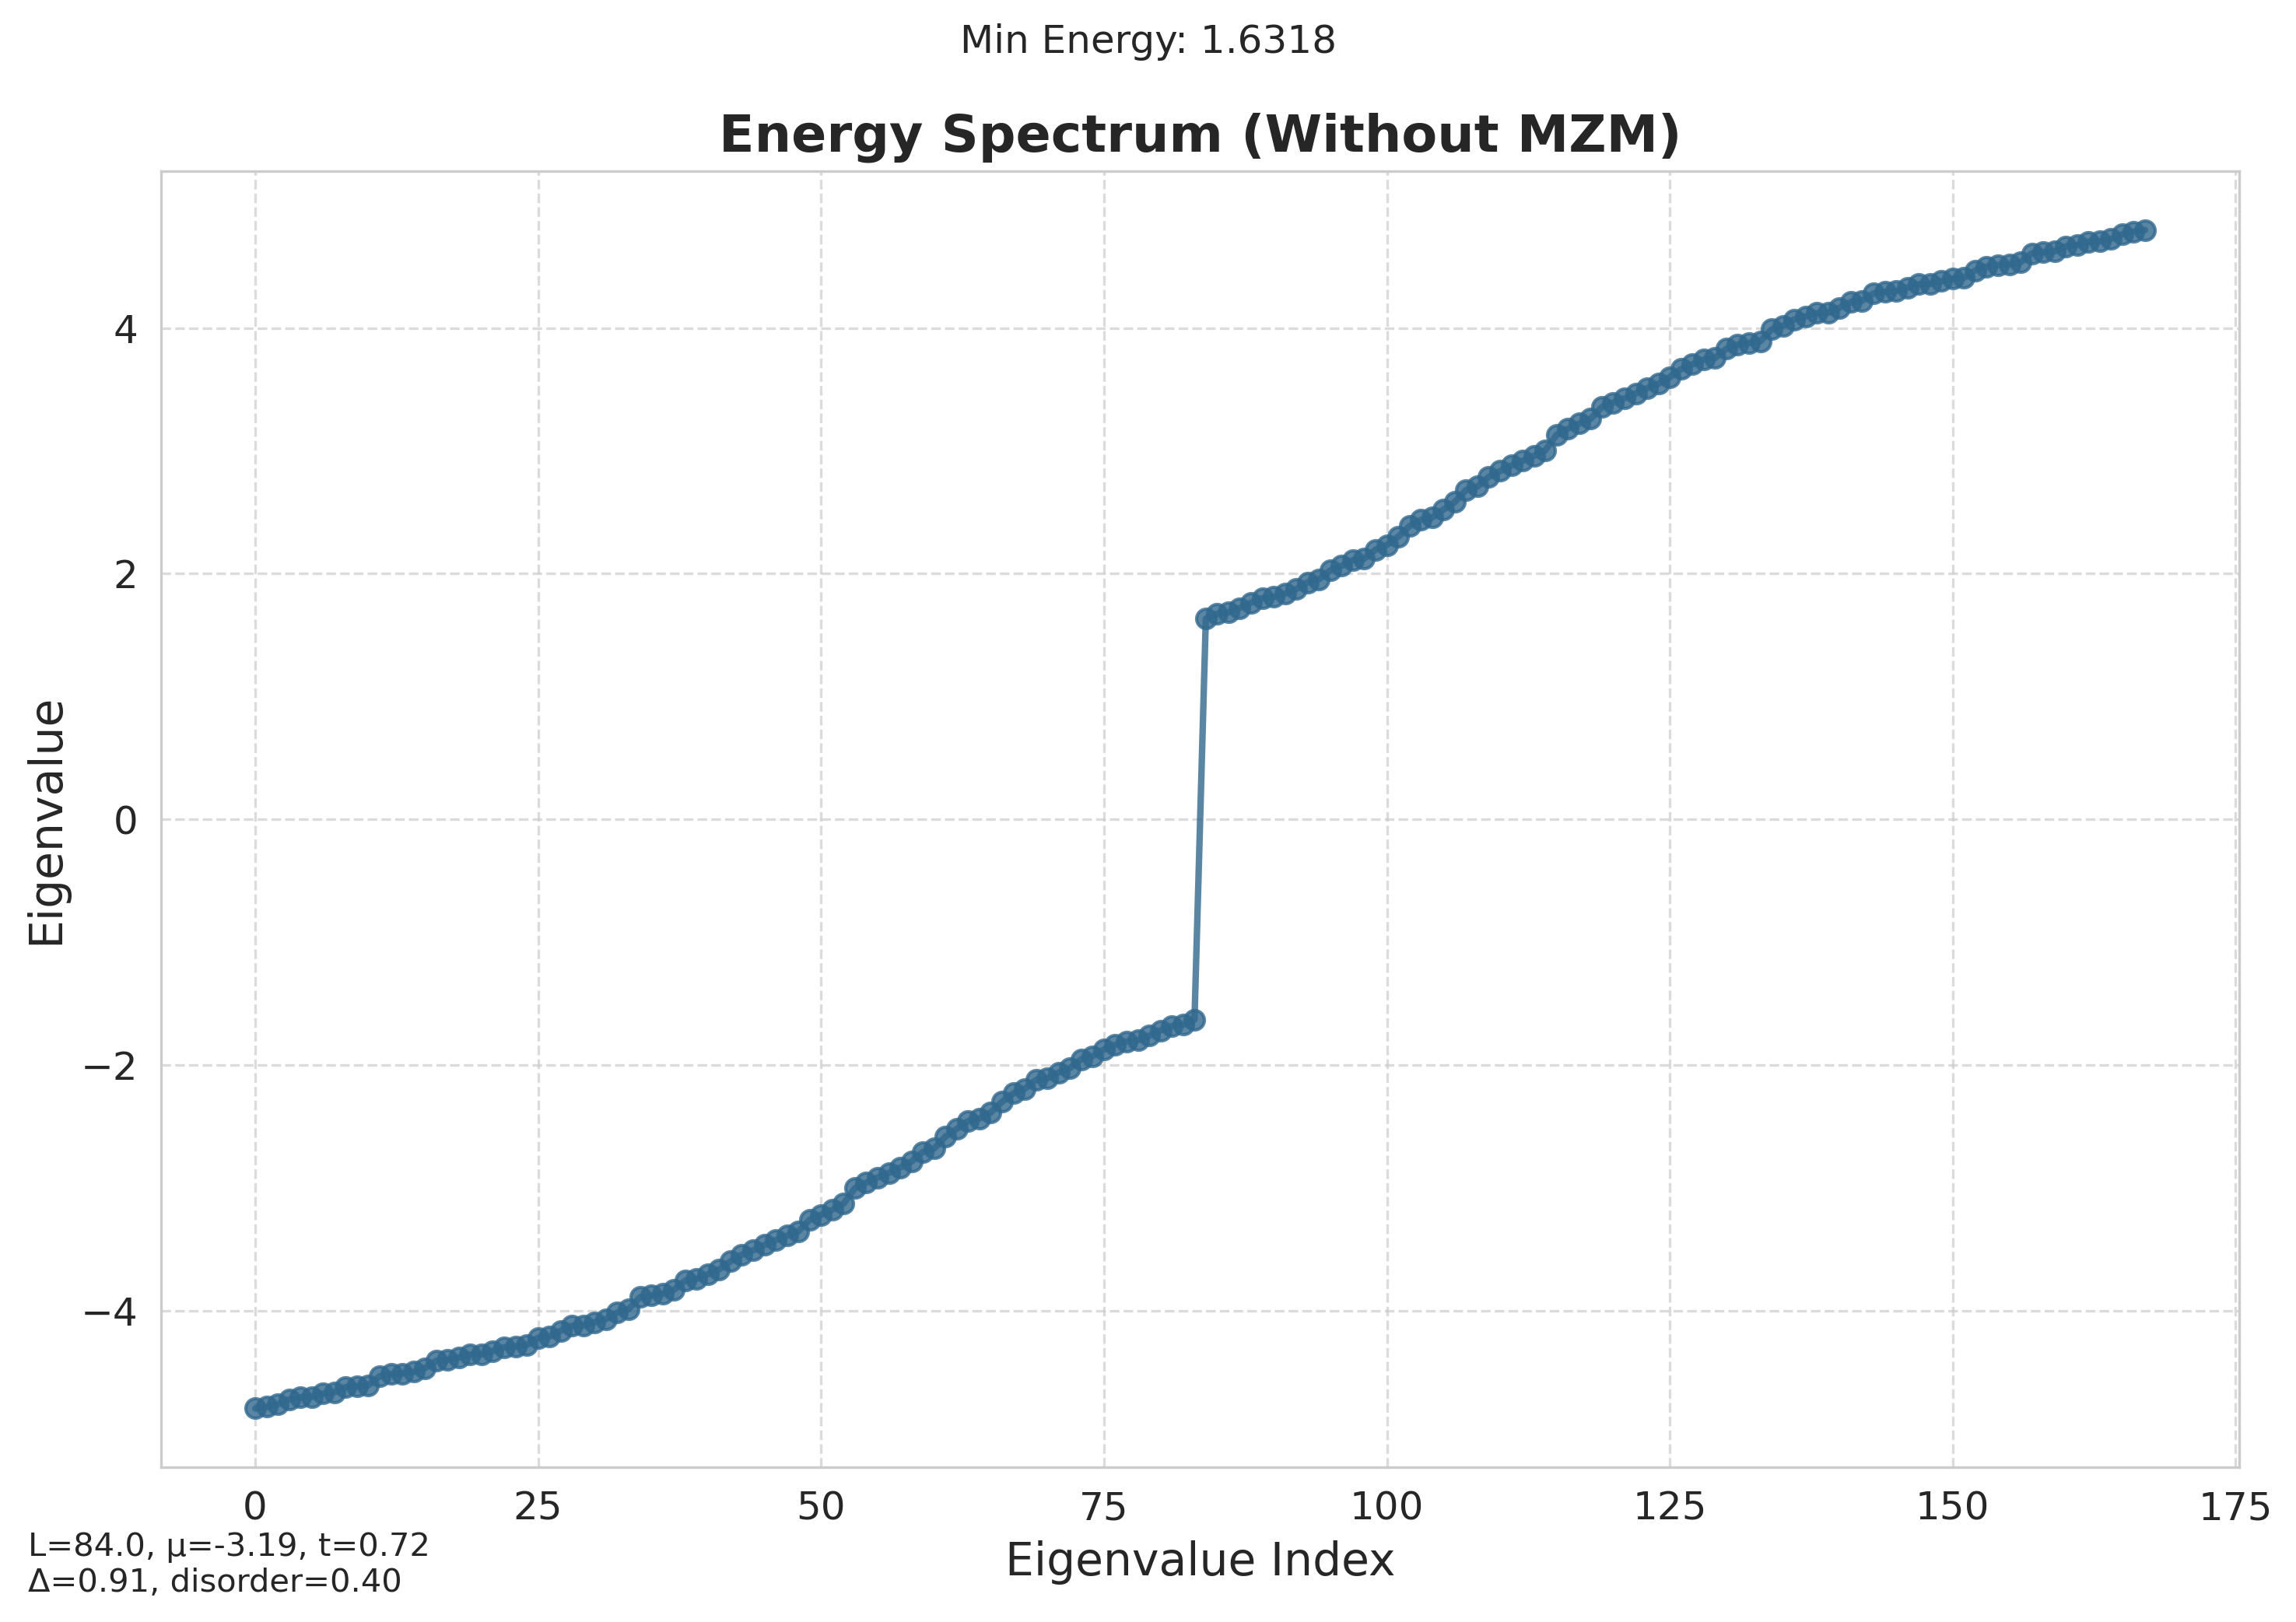 Min Energy: 1.6318
Energy Spectrum (Without MZM)
Eigenvalue
4
2
0
−2
−4
0 25 50 75 100 125 150 175
Eigenvalue Index
L=84.0, μ=-3.19, t=0.72
Δ=0.91, disorder=0.40